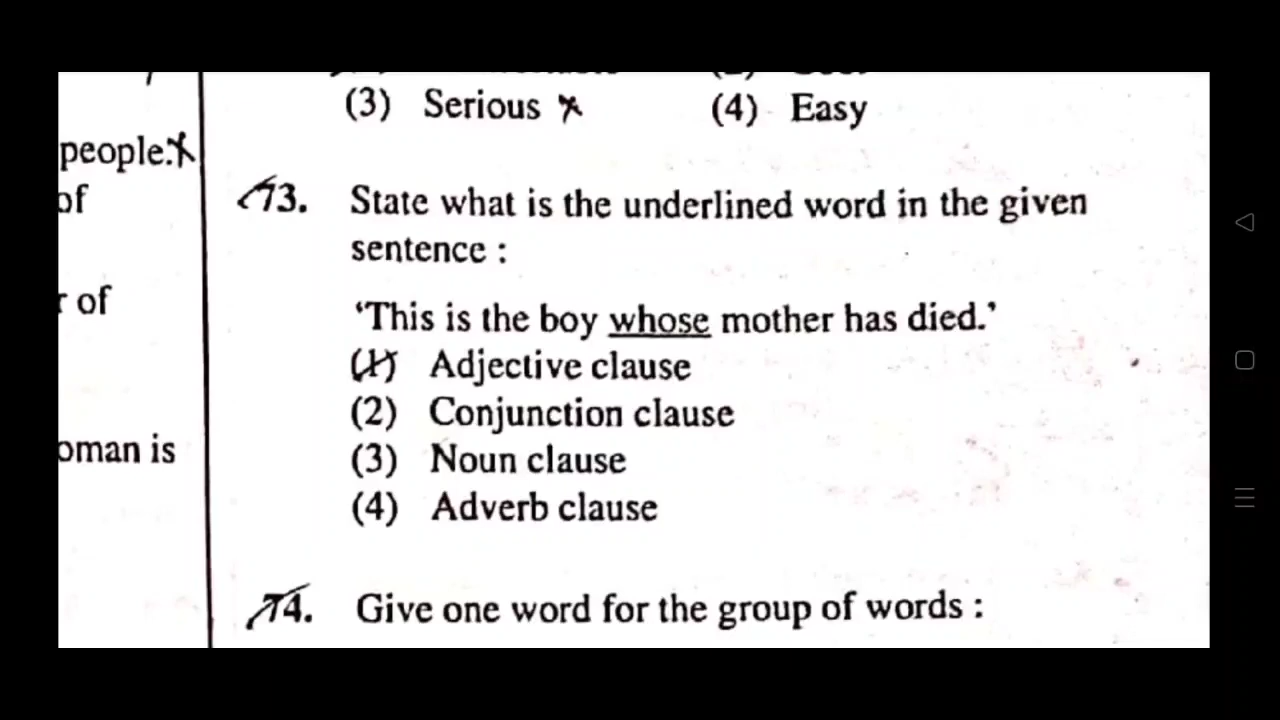 (3) Serious
(4) Easy
people.
of
73. State what is the underlined word in the given
sentence :
r of
'This is the boy whose mother has died.'
(1) Adjective clause
(2) Conjunction clause
(3) Noun clause
oman is
(4) Adverb clause
74. Give one word for the group of words :